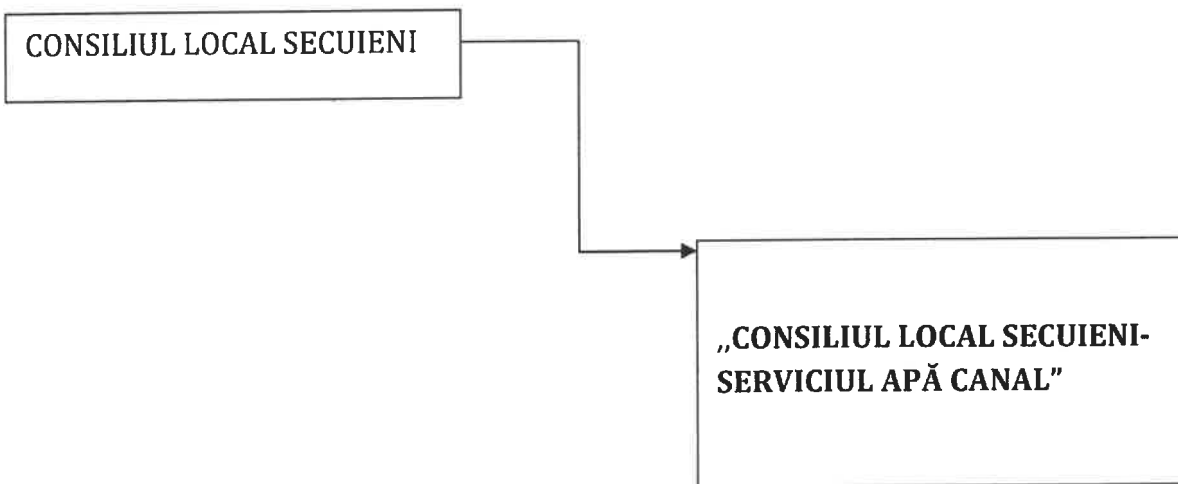 CONSILIUL LOCAL SECUIENI
„CONSILIUL LOCAL SECUIENI-
SERVICIUL APĂ CANAL”